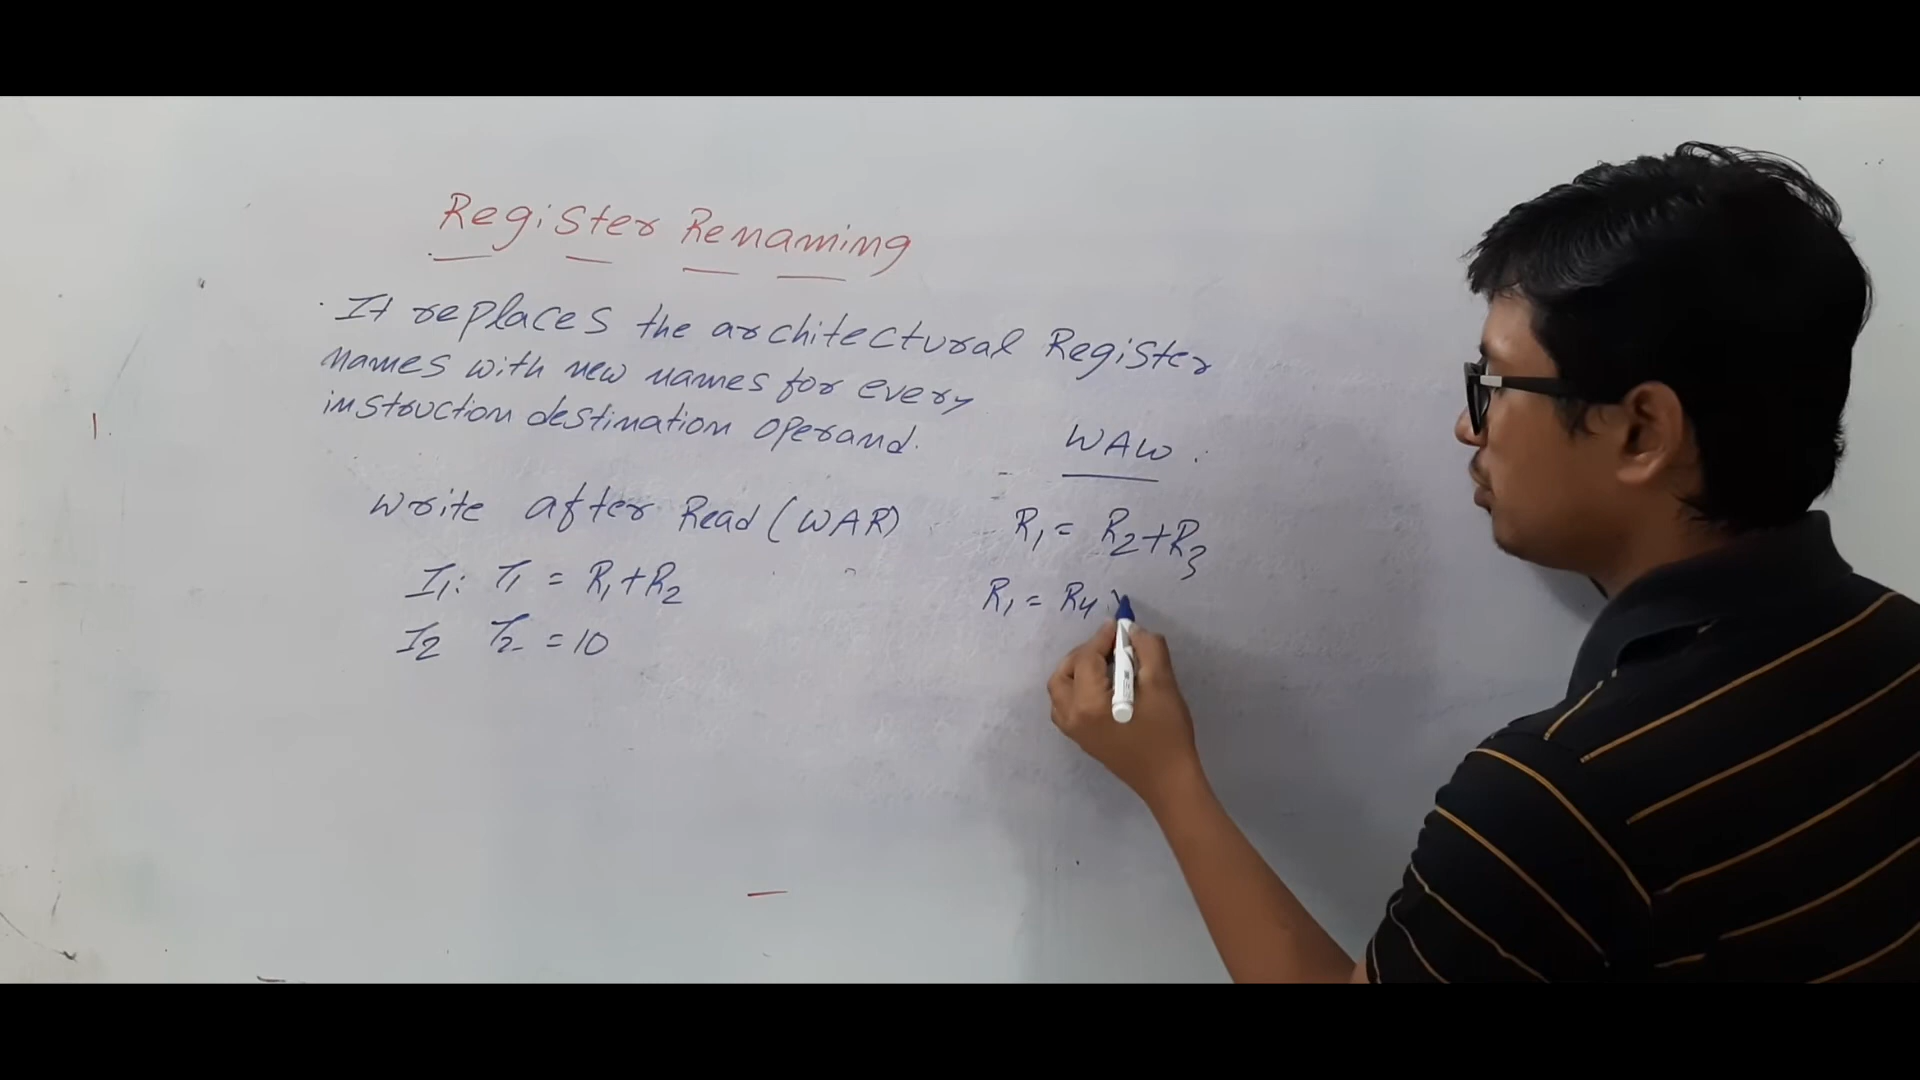 Register Renaming
It replaces the architectural Register
names with new names for every
instruction destination operand.
Write after Read (WAR)
I1: T1 = R1+R2
I2 T2 = 10
WAW
R1 = R2+R3
R1 = R4